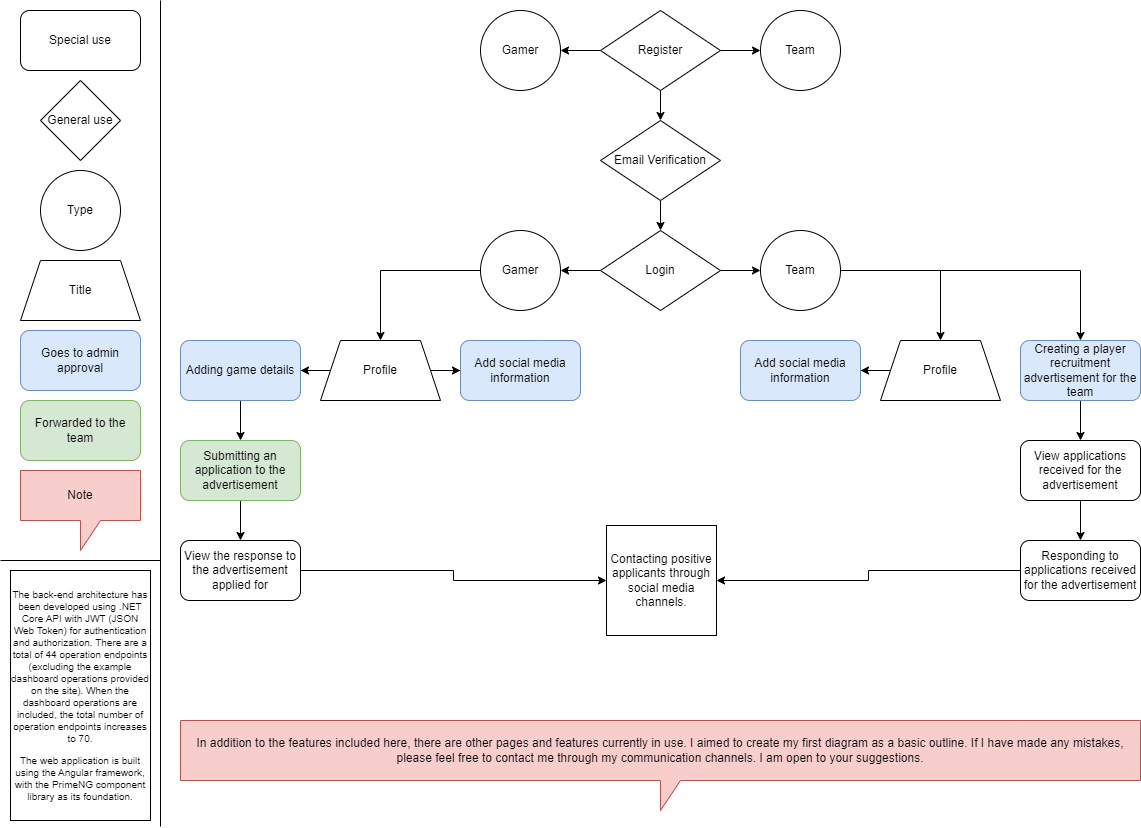 Special use
General use
Type
Title
Goes to admin
approval
Forwarded to the
team
Note
The back-end architecture has
been developed using .NET
Core API with JWT (JSON
Web Token) for authentication
and authorization. There are a
total of 44 operation endpoints
(excluding the example
dashboard operations provided
on the site). When the
dashboard operations are
included, the total number of
operation endpoints increases
to 70.
The web application is built
using the Angular framework,
with the PrimeNG component
library as its foundation.
Gamer
Register
Team
Email Verification
Gamer
Login
Team
Adding game details
Profile
Add social media
information
Add social media
information
Profile
Creating a player
recruitment
advertisement for the
team
Submitting an
application to the
advertisement
View applications
received for the
advertisement
View the response to
the advertisement
applied for
Contacting positive
applicants through
social media
channels.
Responding to
applications received
for the advertisement
In addition to the features included here, there are other pages and features currently in use. I aimed to create my first diagram as a basic outline. If I have made any mistakes,
please feel free to contact me through my communication channels. I am open to your suggestions.